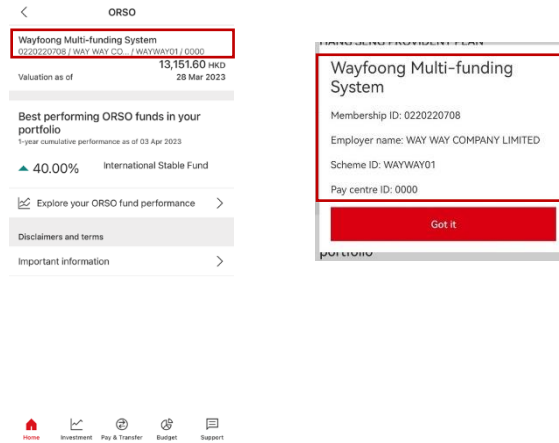 ORSO
Wayfoong Multi-funding System
0220220708 / WAY WAY CO... / WAYWAY01 / 0000
13,151.60 HKD
Valuation as of 28 Mar 2023
Best performing ORSO funds in your
portfolio
1-year cumulative performance as of 03 Apr 2023
40.00% International Stable Fund
Explore your ORSO fund performance
Disclaimers and terms
Important information
Home Investment Pay & Transfer Budget Support
HANG SENG PROVIDENT PLAN
Wayfoong Multi-funding
System
Membership ID: 0220220708
Employer name: WAY WAY COMPANY LIMITED
Scheme ID: WAYWAY01
Pay centre ID: 0000
Got it
portfolio